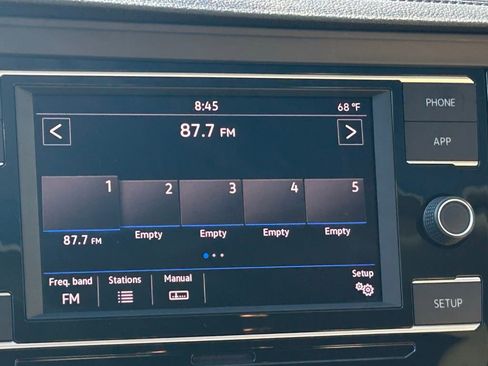 8:45 68 °F
87.7 FM
1 2 3 4 5
87.7 FM Empty Empty Empty Empty
Freq. band Stations Manual Setup
FM
PHONE
APP
SETUP